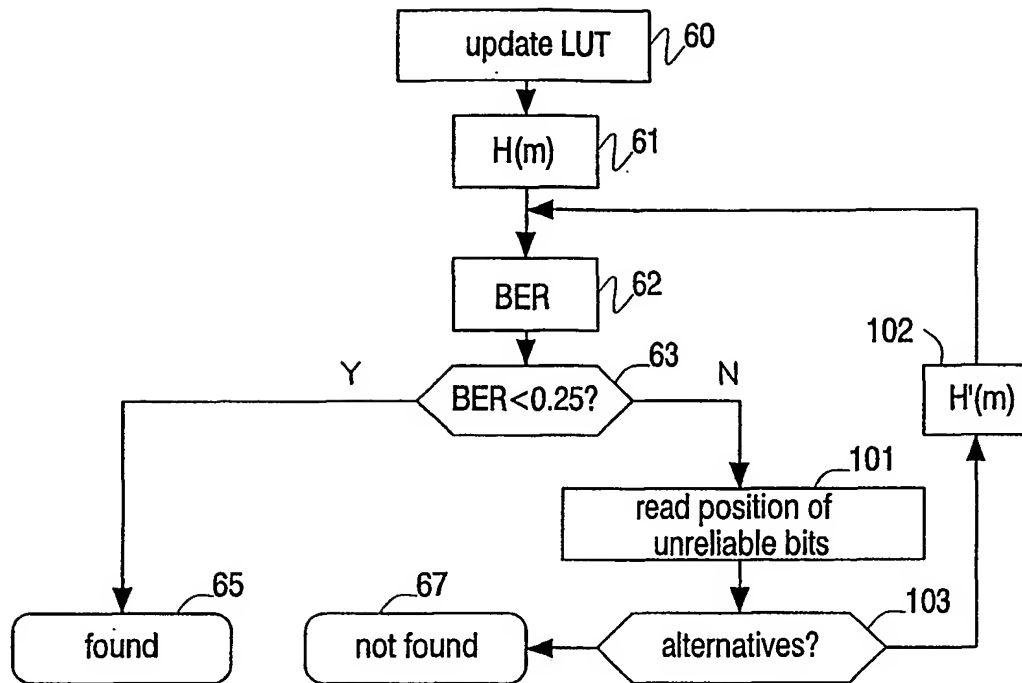 update LUT
60
H(m)
61
BER
62
63
Y
BER<0.25?
N
102
H'(m)
101
read position of
unreliable bits
65
found
67
not found
103
alternatives?